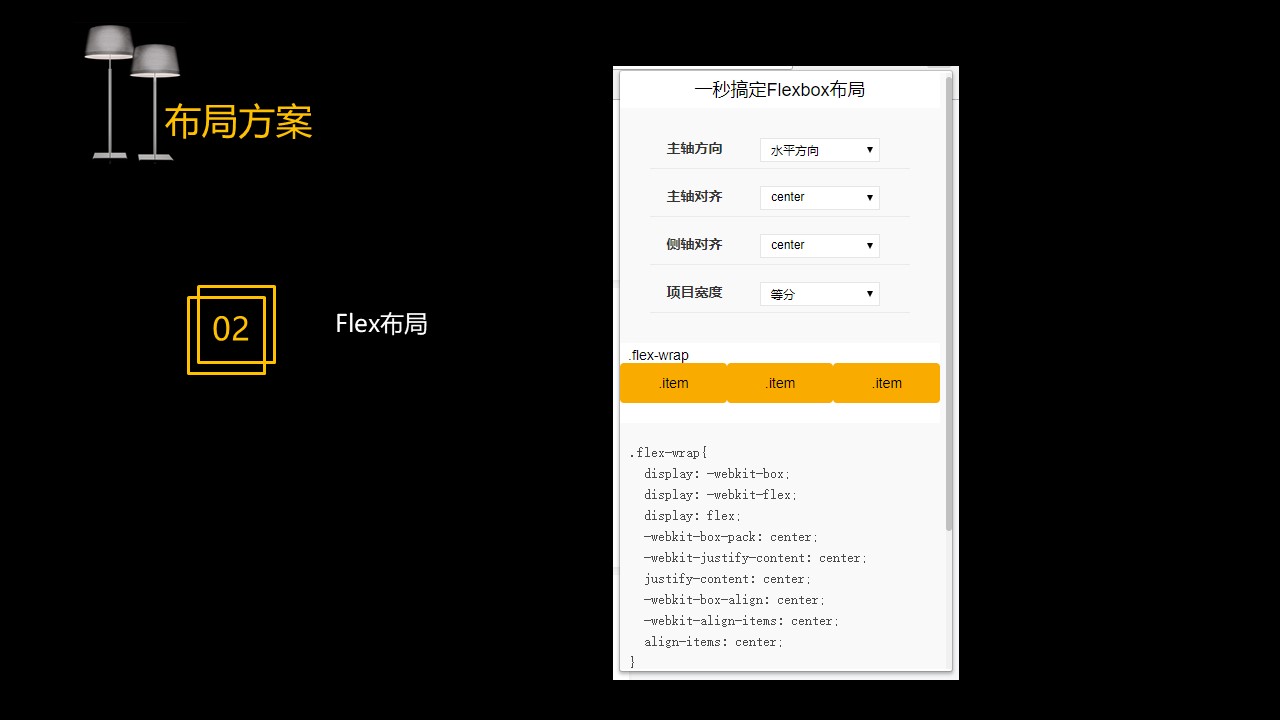 布局方案
02
Flex布局
一秒搞定Flexbox布局
主轴方向 水平方向
主轴对齐 center
侧轴对齐 center
项目宽度 等分
.flex-wrap
.item .item .item
.flex-wrap{
display: -webkit-box;
display: -webkit-flex;
display: flex;
-webkit-box-pack: center;
-webkit-justify-content: center;
justify-content: center;
-webkit-box-align: center;
-webkit-align-items: center;
align-items: center;
}